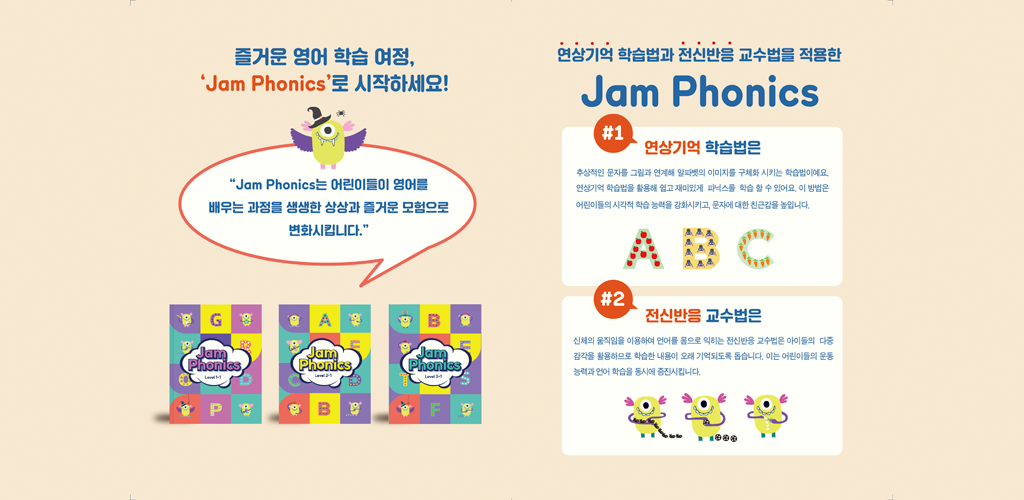 즐거운 영어 학습 여정,
‘Jam Phonics’로 시작하세요!
“Jam Phonics는 어린이들이 영어를
배우는 과정을 생생한 상상과 즐거운 모험으로
변화시킵니다.”
G
Jam
Phonics
Level 1-1
O
D
P
A
E
Jam
Phonics
Level 2-1
C
D
B
B
E
Jam
Phonics
Level 3-1
T
S
F
연상기억 학습법과 전신반응 교수법을 적용한
Jam Phonics
#1
연상기억 학습법은
추상적인 문자를 그림과 연계해 알파벳의 이미지를 구체화 시키는 학습법이예요.
연상기억 학습법을 활용해 쉽고 재미있게 파닉스를 학습 할 수 있어요. 이 방법은
어린이들의 시각적 학습 능력을 강화시키고, 문자에 대한 친근감을 높입니다.
A B C
#2
전신반응 교수법은
신체의 움직임을 이용하여 언어를 몸으로 익히는 전신반응 교수법은 아이들의 다중
감각을 활용하므로 학습한 내용이 오래 기억되도록 돕습니다. 이는 어린이들의 운동
능력과 언어 학습을 동시에 증진시킵니다.